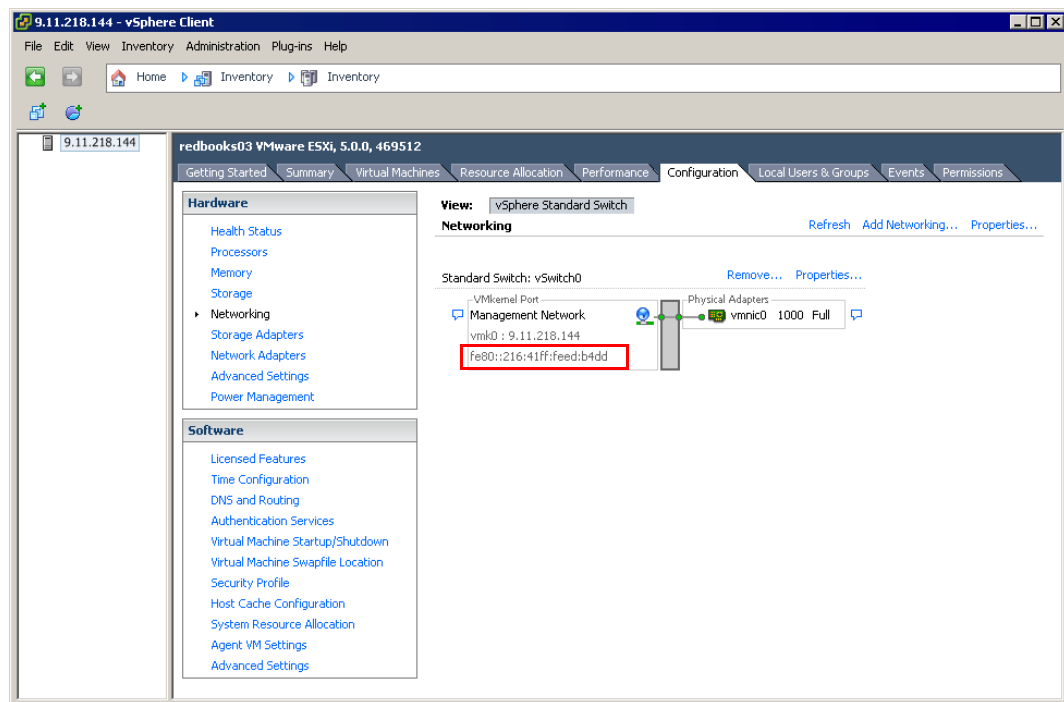 9.11.218.144 - vSphere Client
File Edit View Inventory Administration Plug-ins Help
Home Inventory Inventory
9.11.218.144
redbooks03 VMware ESXi, 5.0.0, 469512
Getting Started Summary Virtual Machines Resource Allocation Performance Configuration Local Users & Groups Events Permissions
Hardware
Health Status
Processors
Memory
Storage
Networking
Storage Adapters
Network Adapters
Advanced Settings
Power Management
Software
Licensed Features
Time Configuration
DNS and Routing
Authentication Services
Virtual Machine Startup/Shutdown
Virtual Machine Swapfile Location
Security Profile
Host Cache Configuration
System Resource Allocation
Agent VM Settings
Advanced Settings
View: vSphere Standard Switch
Networking Refresh Add Networking... Properties...
Standard Switch: vSwitch0 Remove... Properties...
VMkernel Port Physical Adapters
Management Network vmnic0 1000 Full
vmk0 : 9.11.218.144
fe80::216:41ff:feed:b4dd